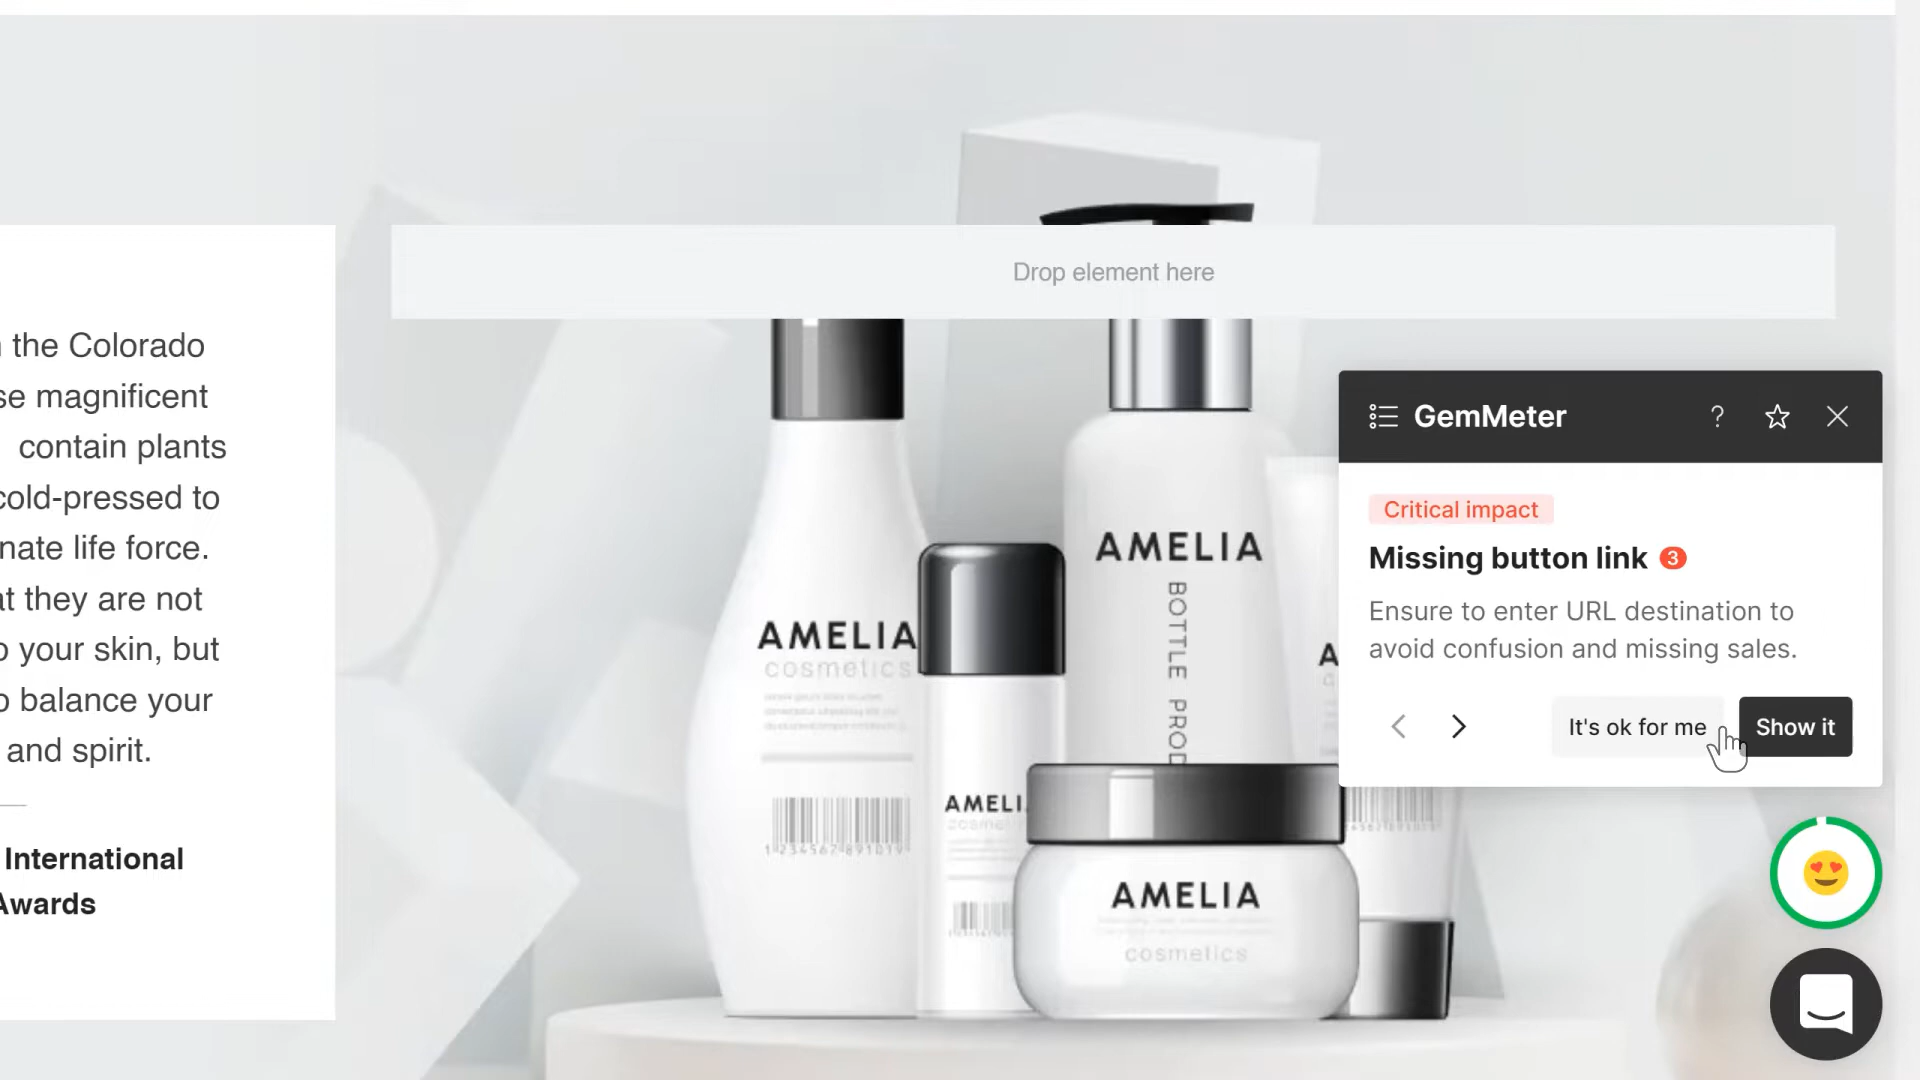 Drop element here
the Colorado
se magnificent
contain plants
cold-pressed to
nate life force.
at they are not
o your skin, but
o balance your
and spirit.
International
Awards
GemMeter
?
Critical impact
Missing button link 3
Ensure to enter URL destination to
avoid confusion and missing sales.
It's ok for me
Show it
AMELIA
BOTTLE PROD
AMELIA
cosmetics
A
AMELI
cosme
AMELIA
cosmetics